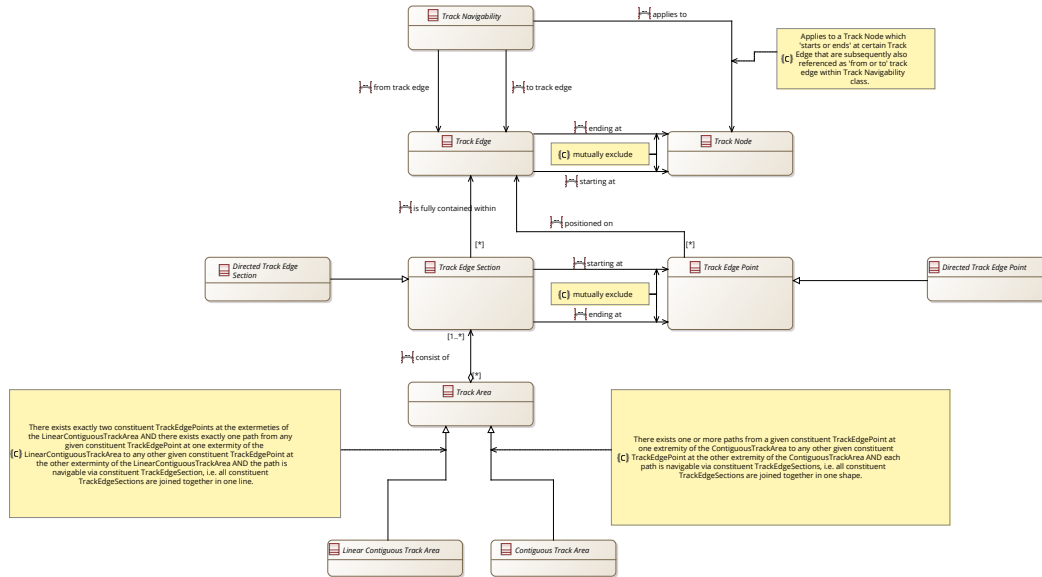 Track Navigability
applies to
Applies to a Track Node which
'starts or ends' at certain Track
{C} Edge that are subsequently also
referenced as 'from or to' track
edge within Track Navigability
class.
from track edge
to track edge
Track Edge
ending at
Track Node
{C} mutually exclude
starting at
is fully contained within
positioned on
[*]
[*]
Directed Track Edge
Section
Track Edge Section
starting at
Track Edge Point
Directed Track Edge Point
{C} mutually exclude
ending at
[1..*]
consist of
[*]
Track Area
There exists exactly two constituent TrackEdgePoints at the extermeties of
the LinearContiguousTrackArea AND there exists exactly one path from any
given constituent TrackEdgePoint at one extermity of the
{C} LinearContiguousTrackArea to any other given constituent TrackEdgePoint at
the other exterminty of the LinearContiguousTrackArea AND the path is
navigable via constituent TrackEdgeSection, i.e. all constituent
TrackEdgeSections are joined together in one line.
There exists one or more paths from a given constituent TrackEdgePoint at
one extremity of the ContiguousTrackArea to any other given constituent
{C} TrackEdgePoint at the other extremity of the ContiguousTrackArea AND each
path is navigable via constituent TrackEdgeSections, i.e. all constituent
TrackEdgeSections are joined together in one shape.
Linear Contiguous Track Area
Contiguous Track Area